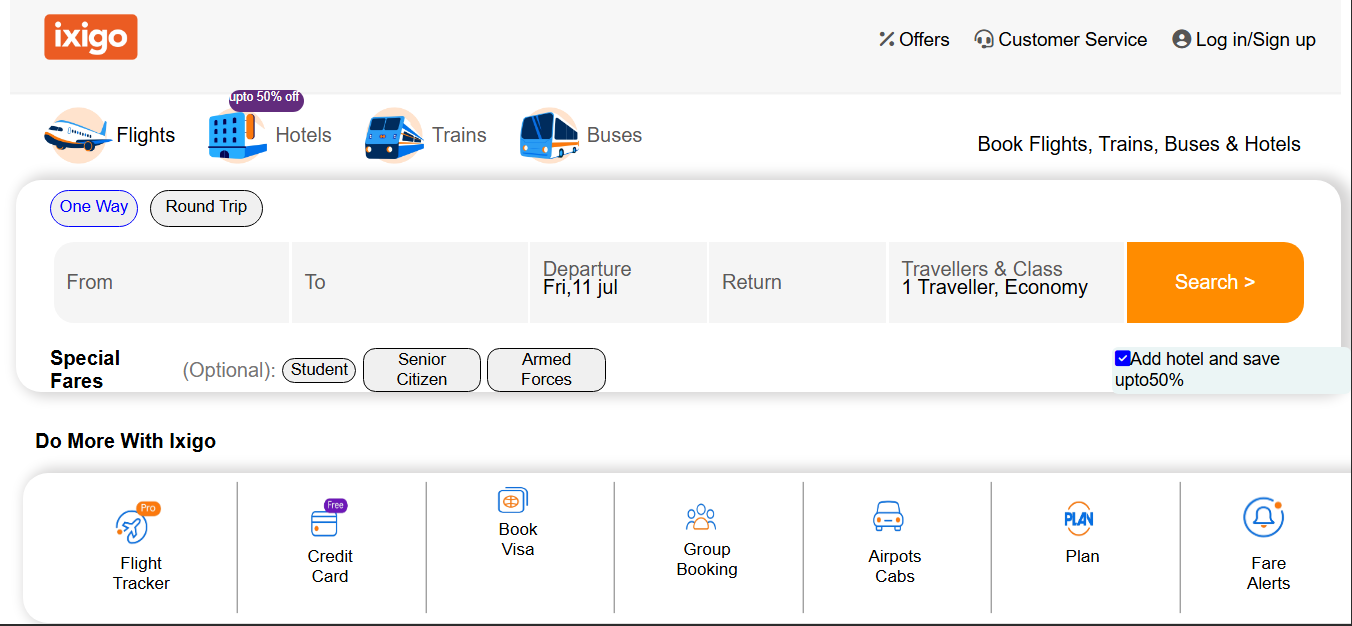 ixigo
Offers
Customer Service
Log in/Sign up
upto 50% off
Flights
Hotels
Trains
Buses
Book Flights, Trains, Buses & Hotels
One Way
Round Trip
From
To
Departure
Fri,11 jul
Return
Travellers & Class
1 Traveller, Economy
Search >
Special
Fares
(Optional):
Student
Senior
Citizen
Armed
Forces
Add hotel and save
upto50%
Do More With Ixigo
Pro
Flight
Tracker
Free
Credit
Card
Book
Visa
Group
Booking
Airpots
Cabs
PLAN
Plan
Fare
Alerts